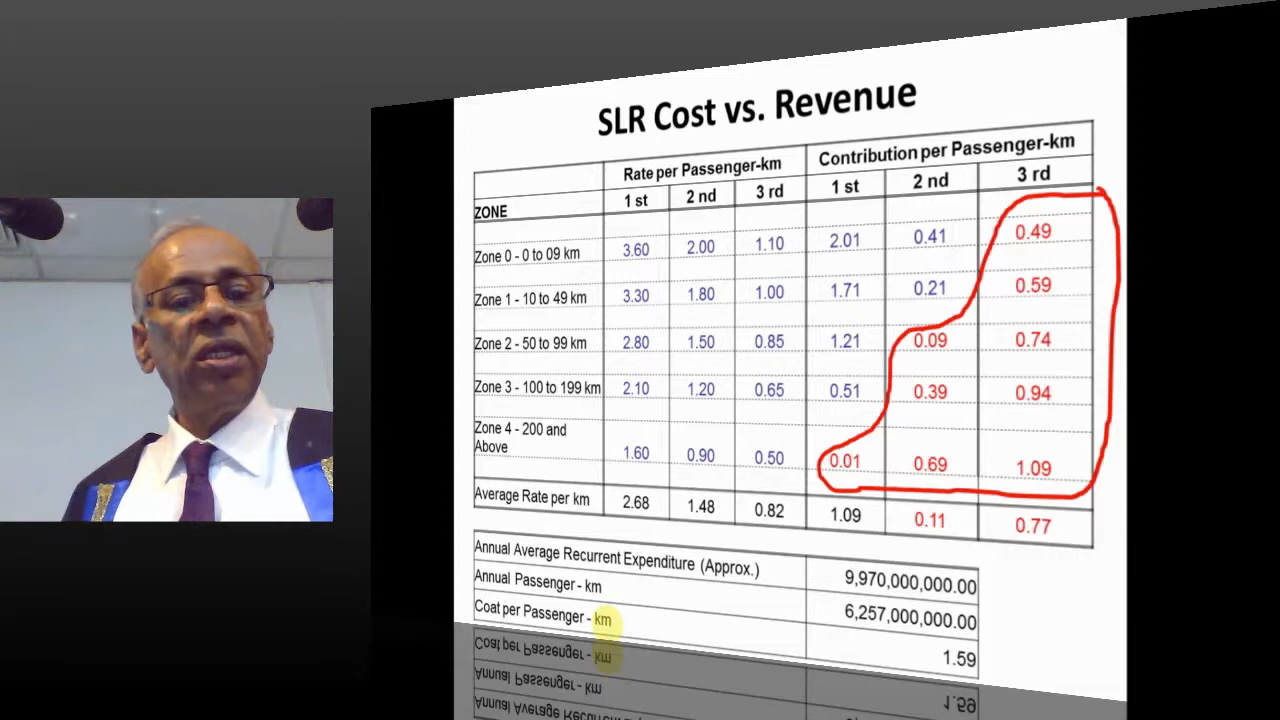 SLR Cost vs. Revenue
Rate per Passenger-km Contribution per Passenger-km
ZONE 1 st 2 nd 3 rd 1 st 2 nd 3 rd
Zone 0 - 0 to 09 km 3.60 2.00 1.10 2.01 0.41 0.49
Zone 1 - 10 to 49 km 3.30 1.80 1.00 1.71 0.21 0.59
Zone 2 - 50 to 99 km 2.80 1.50 0.85 1.21 0.09 0.74
Zone 3 - 100 to 199 km 2.10 1.20 0.65 0.51 0.39 0.94
Zone 4 - 200 and
Above 1.60 0.90 0.50 0.01 0.69 1.09
Average Rate per km 2.68 1.48 0.82 1.09 0.11 0.77
Annual Average Recurrent Expenditure (Approx.) 9,970,000,000.00
Annual Passenger - km 6,257,000,000.00
Coat per Passenger - km 1.59